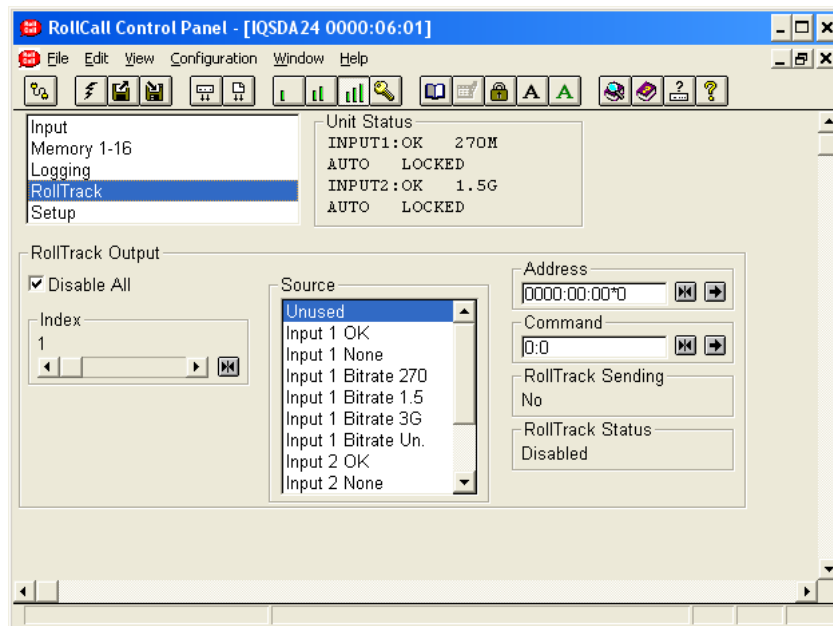 RollCall Control Panel - [IQSDA24 0000:06:01]
File Edit View Configuration Window Help
A A ? ?
Input
Memory 1-16
Logging
RollTrack
Setup
Unit Status
INPUT1:OK 270M
AUTO LOCKED
INPUT2:OK 1.5G
AUTO LOCKED
RollTrack Output
Disable All
Index
1
Source
Unused
Input 1 OK
Input 1 None
Input 1 Bitrate 270
Input 1 Bitrate 1.5
Input 1 Bitrate 3G
Input 1 Bitrate Un.
Input 2 OK
Input 2 None
Address
0000:00:00*0
Command
0:0
RollTrack Sending
No
RollTrack Status
Disabled